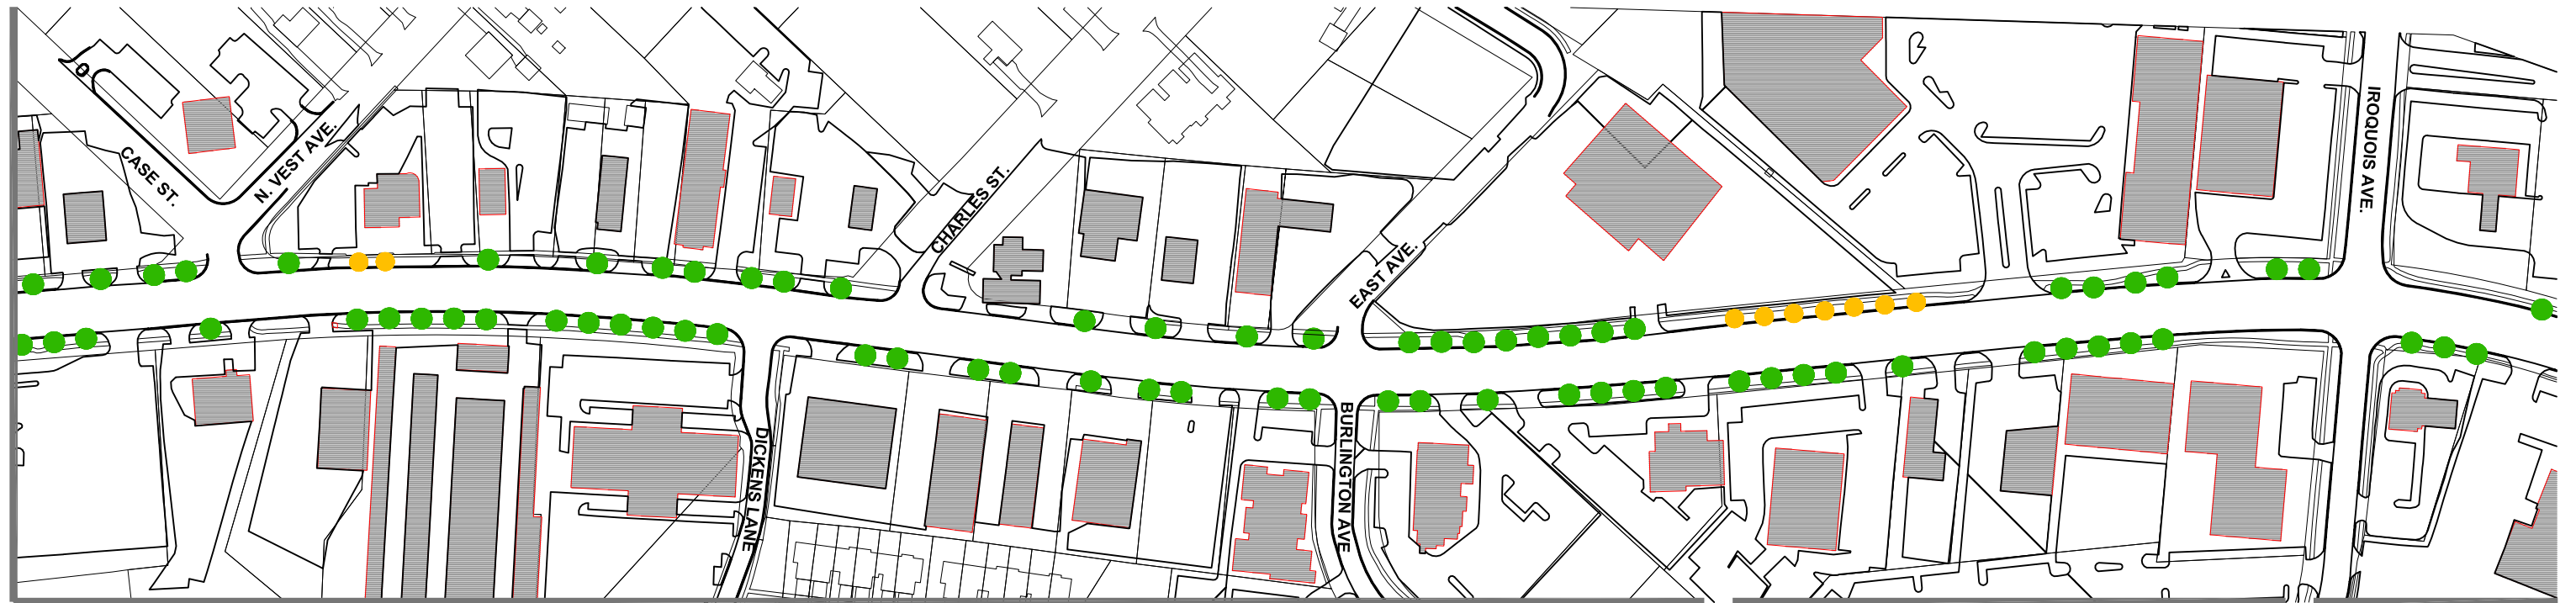 CASE ST.
N. VEST AVE.
CHARLES ST.
EAST AVE.
IROQUOIS AVE.
DICKENS LANE
BURLINGTON AVE